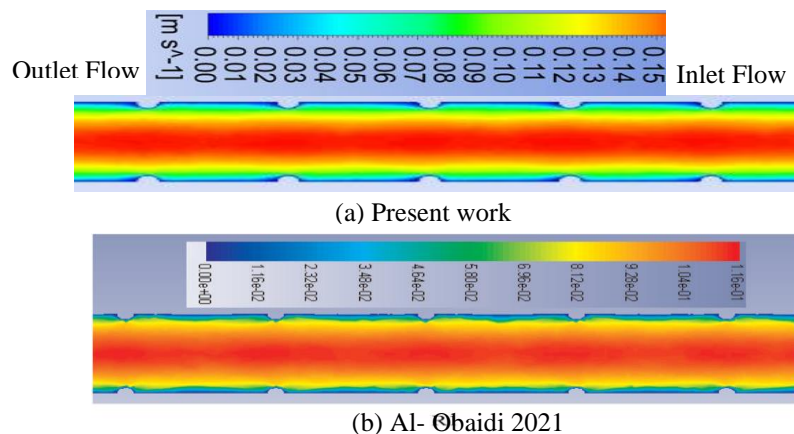 [m s^-1]
0.00
0.01
0.02
0.03
0.04
0.05
0.06
0.07
0.08
0.09
0.10
0.11
0.12
0.13
0.14
0.15
Outlet Flow
Inlet Flow
(a) Present work
0.00e+00
1.16e-02
2.32e-02
3.48e-02
4.64e-02
5.80e-02
6.96e-02
8.12e-02
9.28e-02
1.04e-01
1.16e-01
(b) Al- Obaidi 2021